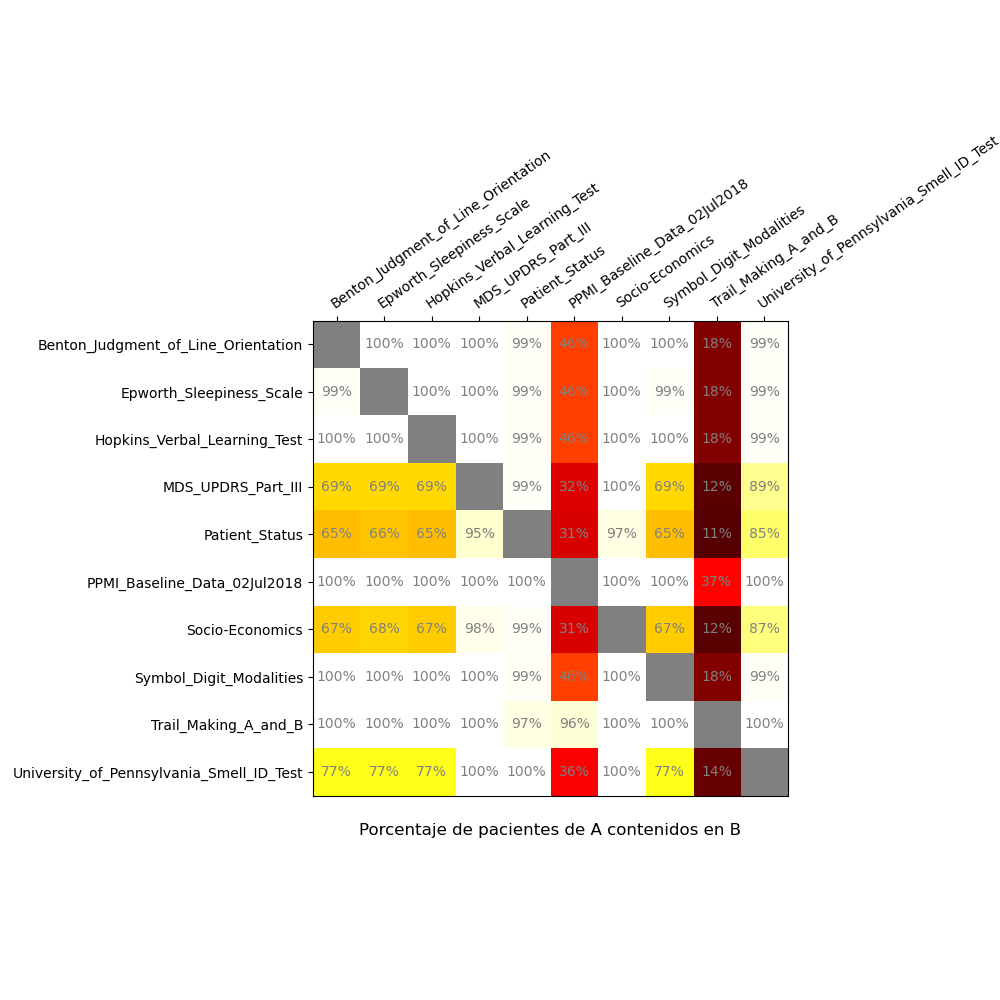 Benton_Judgment_of_Line_Orientation
Epworth_Sleepiness_Scale
Hopkins_Verbal_Learning_Test
MDS_UPDRS_Part_III
Patient_Status
PPMI_Baseline_Data_02Jul2018
Socio-Economics
Symbol_Digit_Modalities
Trail_Making_A_and_B
University_of_Pennsylvania_Smell_ID_Test
Benton_Judgment_of_Line_Orientation 100% 100% 100% 99% 46% 100% 100% 18% 99%
Epworth_Sleepiness_Scale 99% 100% 100% 99% 46% 100% 99% 18% 99%
Hopkins_Verbal_Learning_Test 100% 100% 100% 99% 46% 100% 100% 18% 99%
MDS_UPDRS_Part_III 69% 69% 69% 99% 32% 100% 69% 12% 89%
Patient_Status 65% 66% 65% 95% 31% 97% 65% 11% 85%
PPMI_Baseline_Data_02Jul2018 100% 100% 100% 100% 100% 100% 100% 37% 100%
Socio-Economics 67% 68% 67% 98% 99% 31% 67% 12% 87%
Symbol_Digit_Modalities 100% 100% 100% 100% 99% 46% 100% 18% 99%
Trail_Making_A_and_B 100% 100% 100% 100% 97% 96% 100% 100% 100%
University_of_Pennsylvania_Smell_ID_Test 77% 77% 77% 100% 100% 36% 100% 77% 14%
Porcentaje de pacientes de A contenidos en B